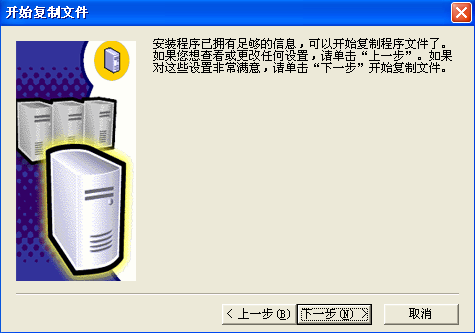 开始复制文件
安装程序已拥有足够的信息，可以开始复制程序文件了。
如果您想查看或更改任何设置，请单击“上一步”。如果
对这些设置非常满意，请单击“下一步”开始复制文件。
< 上一步(B) 下一步(N) > 取消